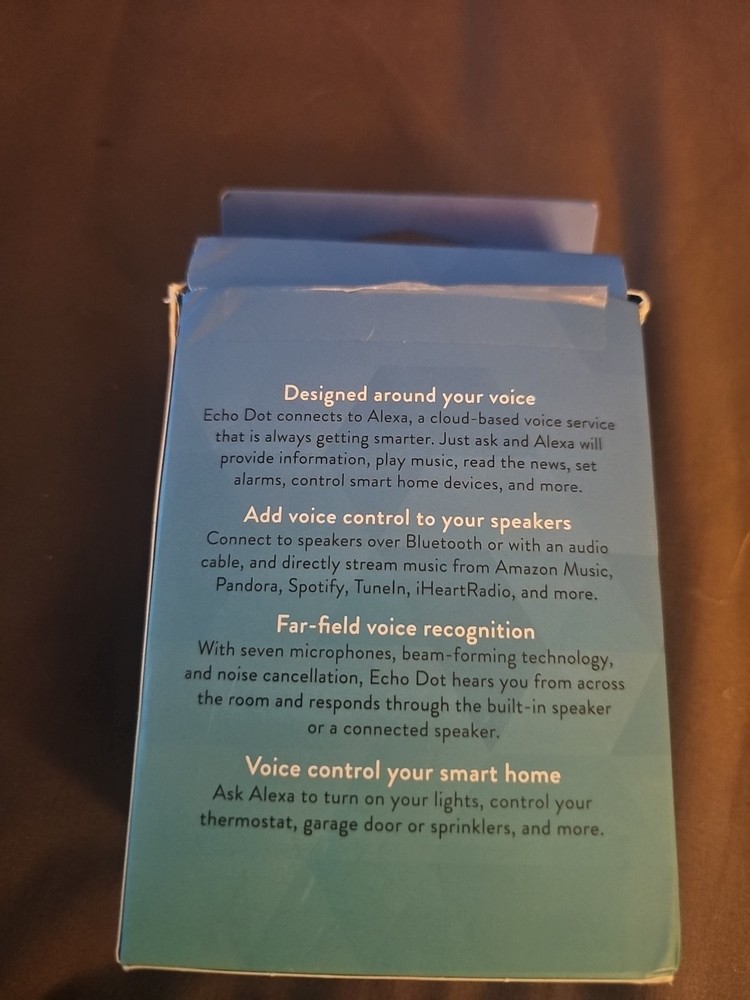 Designed around your voice
Echo Dot connects to Alexa, a cloud-based voice service
that is always getting smarter. Just ask and Alexa will
provide information, play music, read the news, set
alarms, control smart home devices, and more.
Add voice control to your speakers
Connect to speakers over Bluetooth or with an audio
cable, and directly stream music from Amazon Music,
Pandora, Spotify, TuneIn, iHeartRadio, and more.
Far-field voice recognition
With seven microphones, beam-forming technology,
and noise cancellation, Echo Dot hears you from across
the room and responds through the built-in speaker
or a connected speaker.
Voice control your smart home
Ask Alexa to turn on your lights, control your
thermostat, garage door or sprinklers, and more.